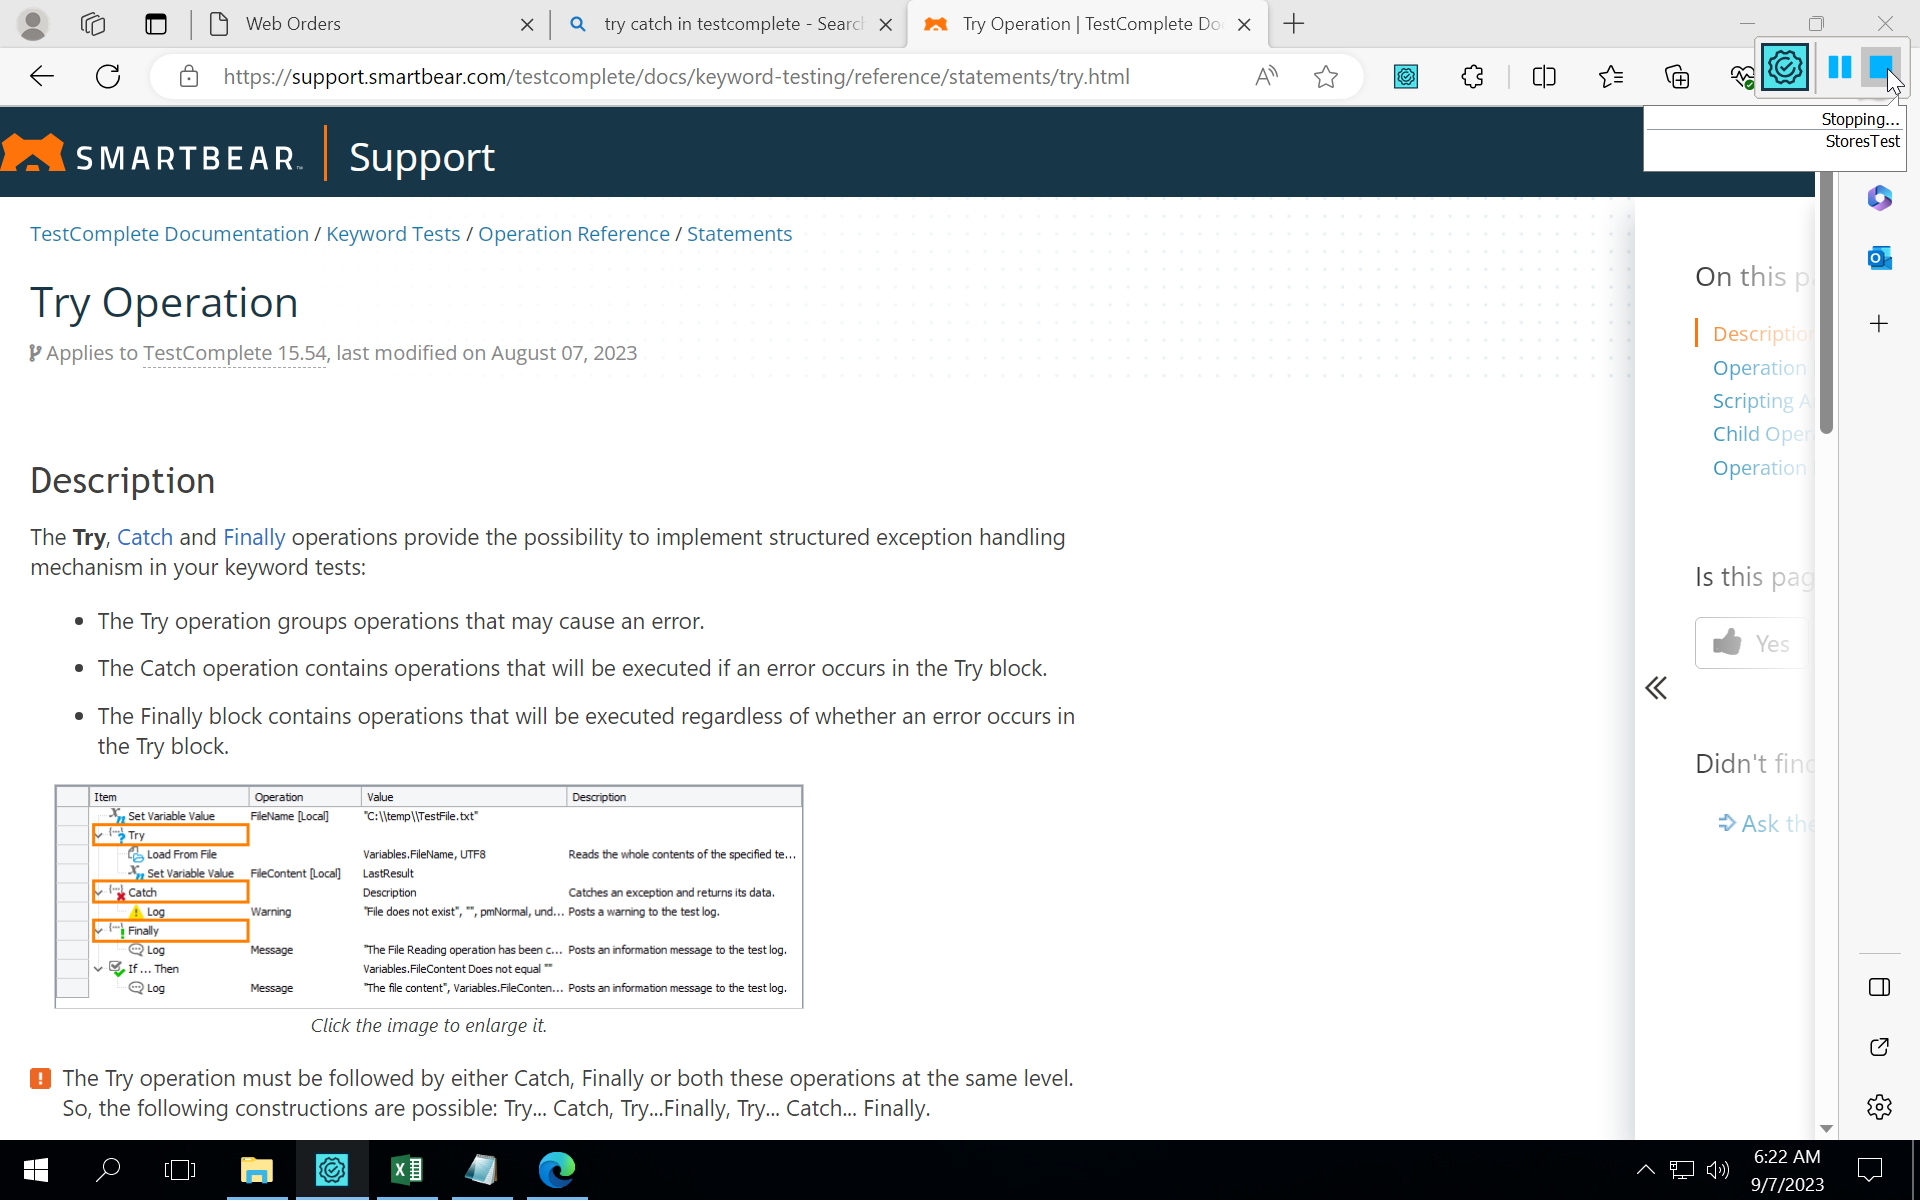 Web Orders
try catch in testcomplete - Searc
Try Operation | TestComplete Do
https://support.smartbear.com/testcomplete/docs/keyword-testing/reference/statements/try.html
Stopping...
StoresTest
SMARTBEAR
Support
TestComplete Documentation / Keyword Tests / Operation Reference / Statements
Try Operation
Applies to TestComplete 15.54, last modified on August 07, 2023
Description
The Try, Catch and Finally operations provide the possibility to implement structured exception handling
mechanism in your keyword tests:
• The Try operation groups operations that may cause an error.
• The Catch operation contains operations that will be executed if an error occurs in the Try block.
• The Finally block contains operations that will be executed regardless of whether an error occurs in
the Try block.
Item Operation Value Description
Set Variable Value FileName [Local] "C:\\temp\\TestFile.txt"
Try
Load From File Variables.FileName, UTF8 Reads the whole contents of the specified te...
Set Variable Value FileContent [Local] LastResult
Catch Description Catches an exception and returns its data.
Log Warning "File does not exist", "", pmNormal, und... Posts a warning to the test log.
Finally
Log Message "The File Reading operation has been c... Posts an information message to the test log.
If ... Then Variables.FileContent Does not equal ""
Log Message "The file content", Variables.FileConten... Posts an information message to the test log.
Click the image to enlarge it.
The Try operation must be followed by either Catch, Finally or both these operations at the same level.
So, the following constructions are possible: Try... Catch, Try...Finally, Try... Catch... Finally.
On this pa
Description
Operation
Scripting A
Child Oper
Operation
Is this pag
Yes
Didn't find
Ask the
6:22 AM
9/7/2023